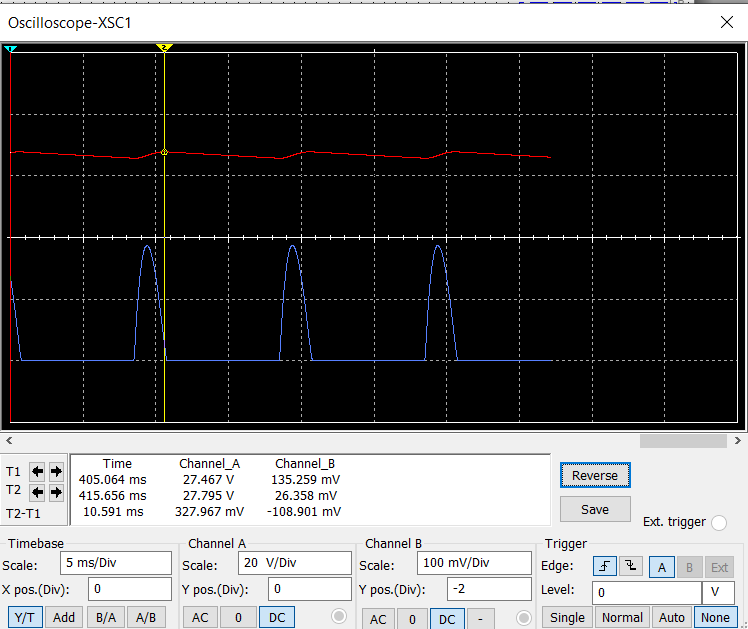 Oscilloscope-XSC1
1
2
T1
T2
T2-T1
Time Channel_A Channel_B
405.064 ms 27.467 V 135.259 mV
415.656 ms 27.795 V 26.358 mV
10.591 ms 327.967 mV -108.901 mV
Reverse
Save
Ext. trigger
Timebase
Scale: 5 ms/Div
X pos.(Div): 0
Y/T Add B/A A/B
Channel A
Scale: 20 V/Div
Y pos.(Div): 0
AC 0 DC
Channel B
Scale: 100 mV/Div
Y pos.(Div): -2
AC 0 DC -
Trigger
Edge: A B Ext
Level: 0 V
Single Normal Auto None